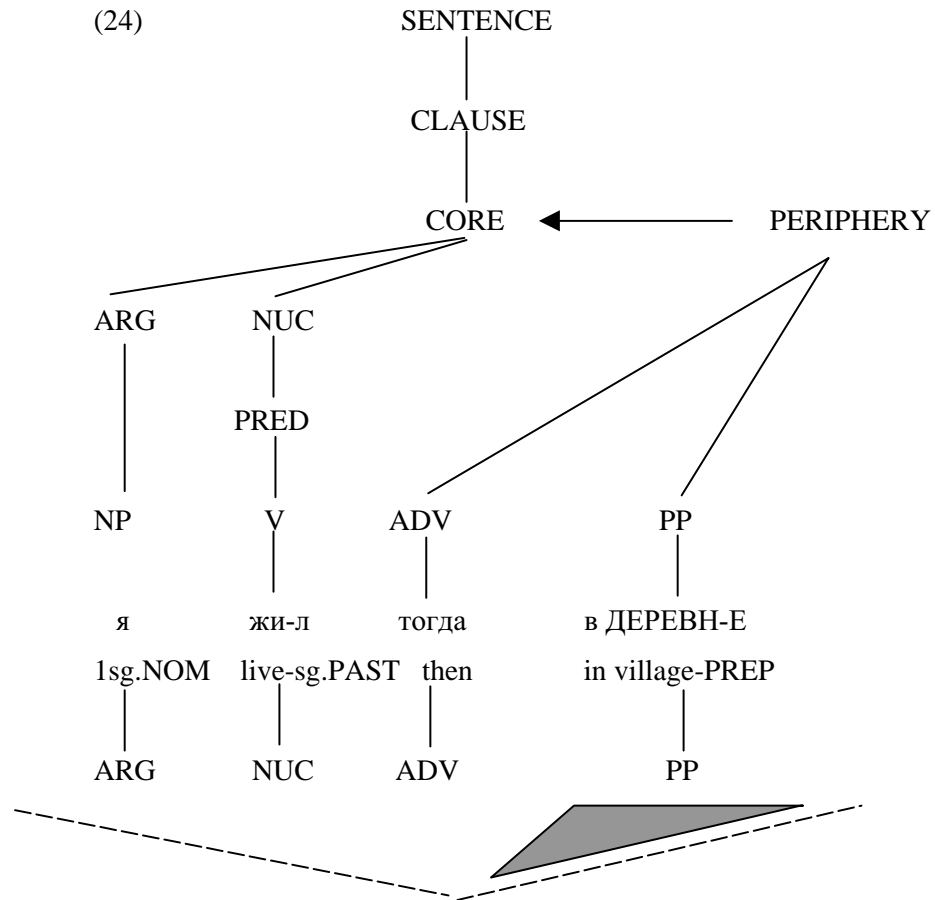 (24) SENTENCE
CLAUSE
CORE PERIPHERY
ARG NUC
PRED
NP V ADV PP
я жи-л тогда в ДЕРЕВН-Е
1sg.NOM live-sg.PAST then in village-PREP
ARG NUC ADV PP